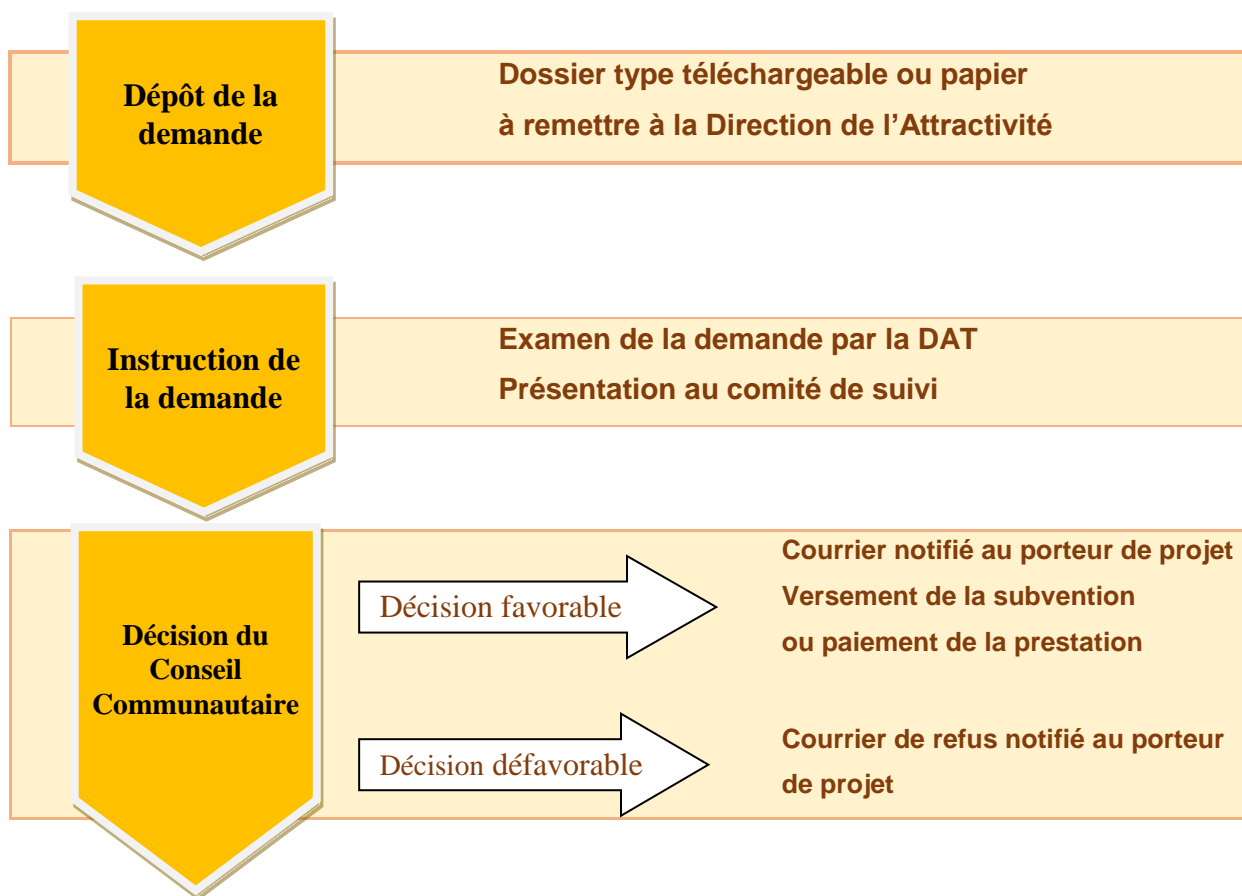 Dépôt de la
demande
Dossier type téléchargeable ou papier
à remettre à la Direction de l’Attractivité
Instruction de
la demande
Examen de la demande par la DAT
Présentation au comité de suivi
Décision du
Conseil
Communautaire
Décision favorable
Courrier notifié au porteur de projet
Versement de la subvention
ou paiement de la prestation
Décision défavorable
Courrier de refus notifié au porteur
de projet